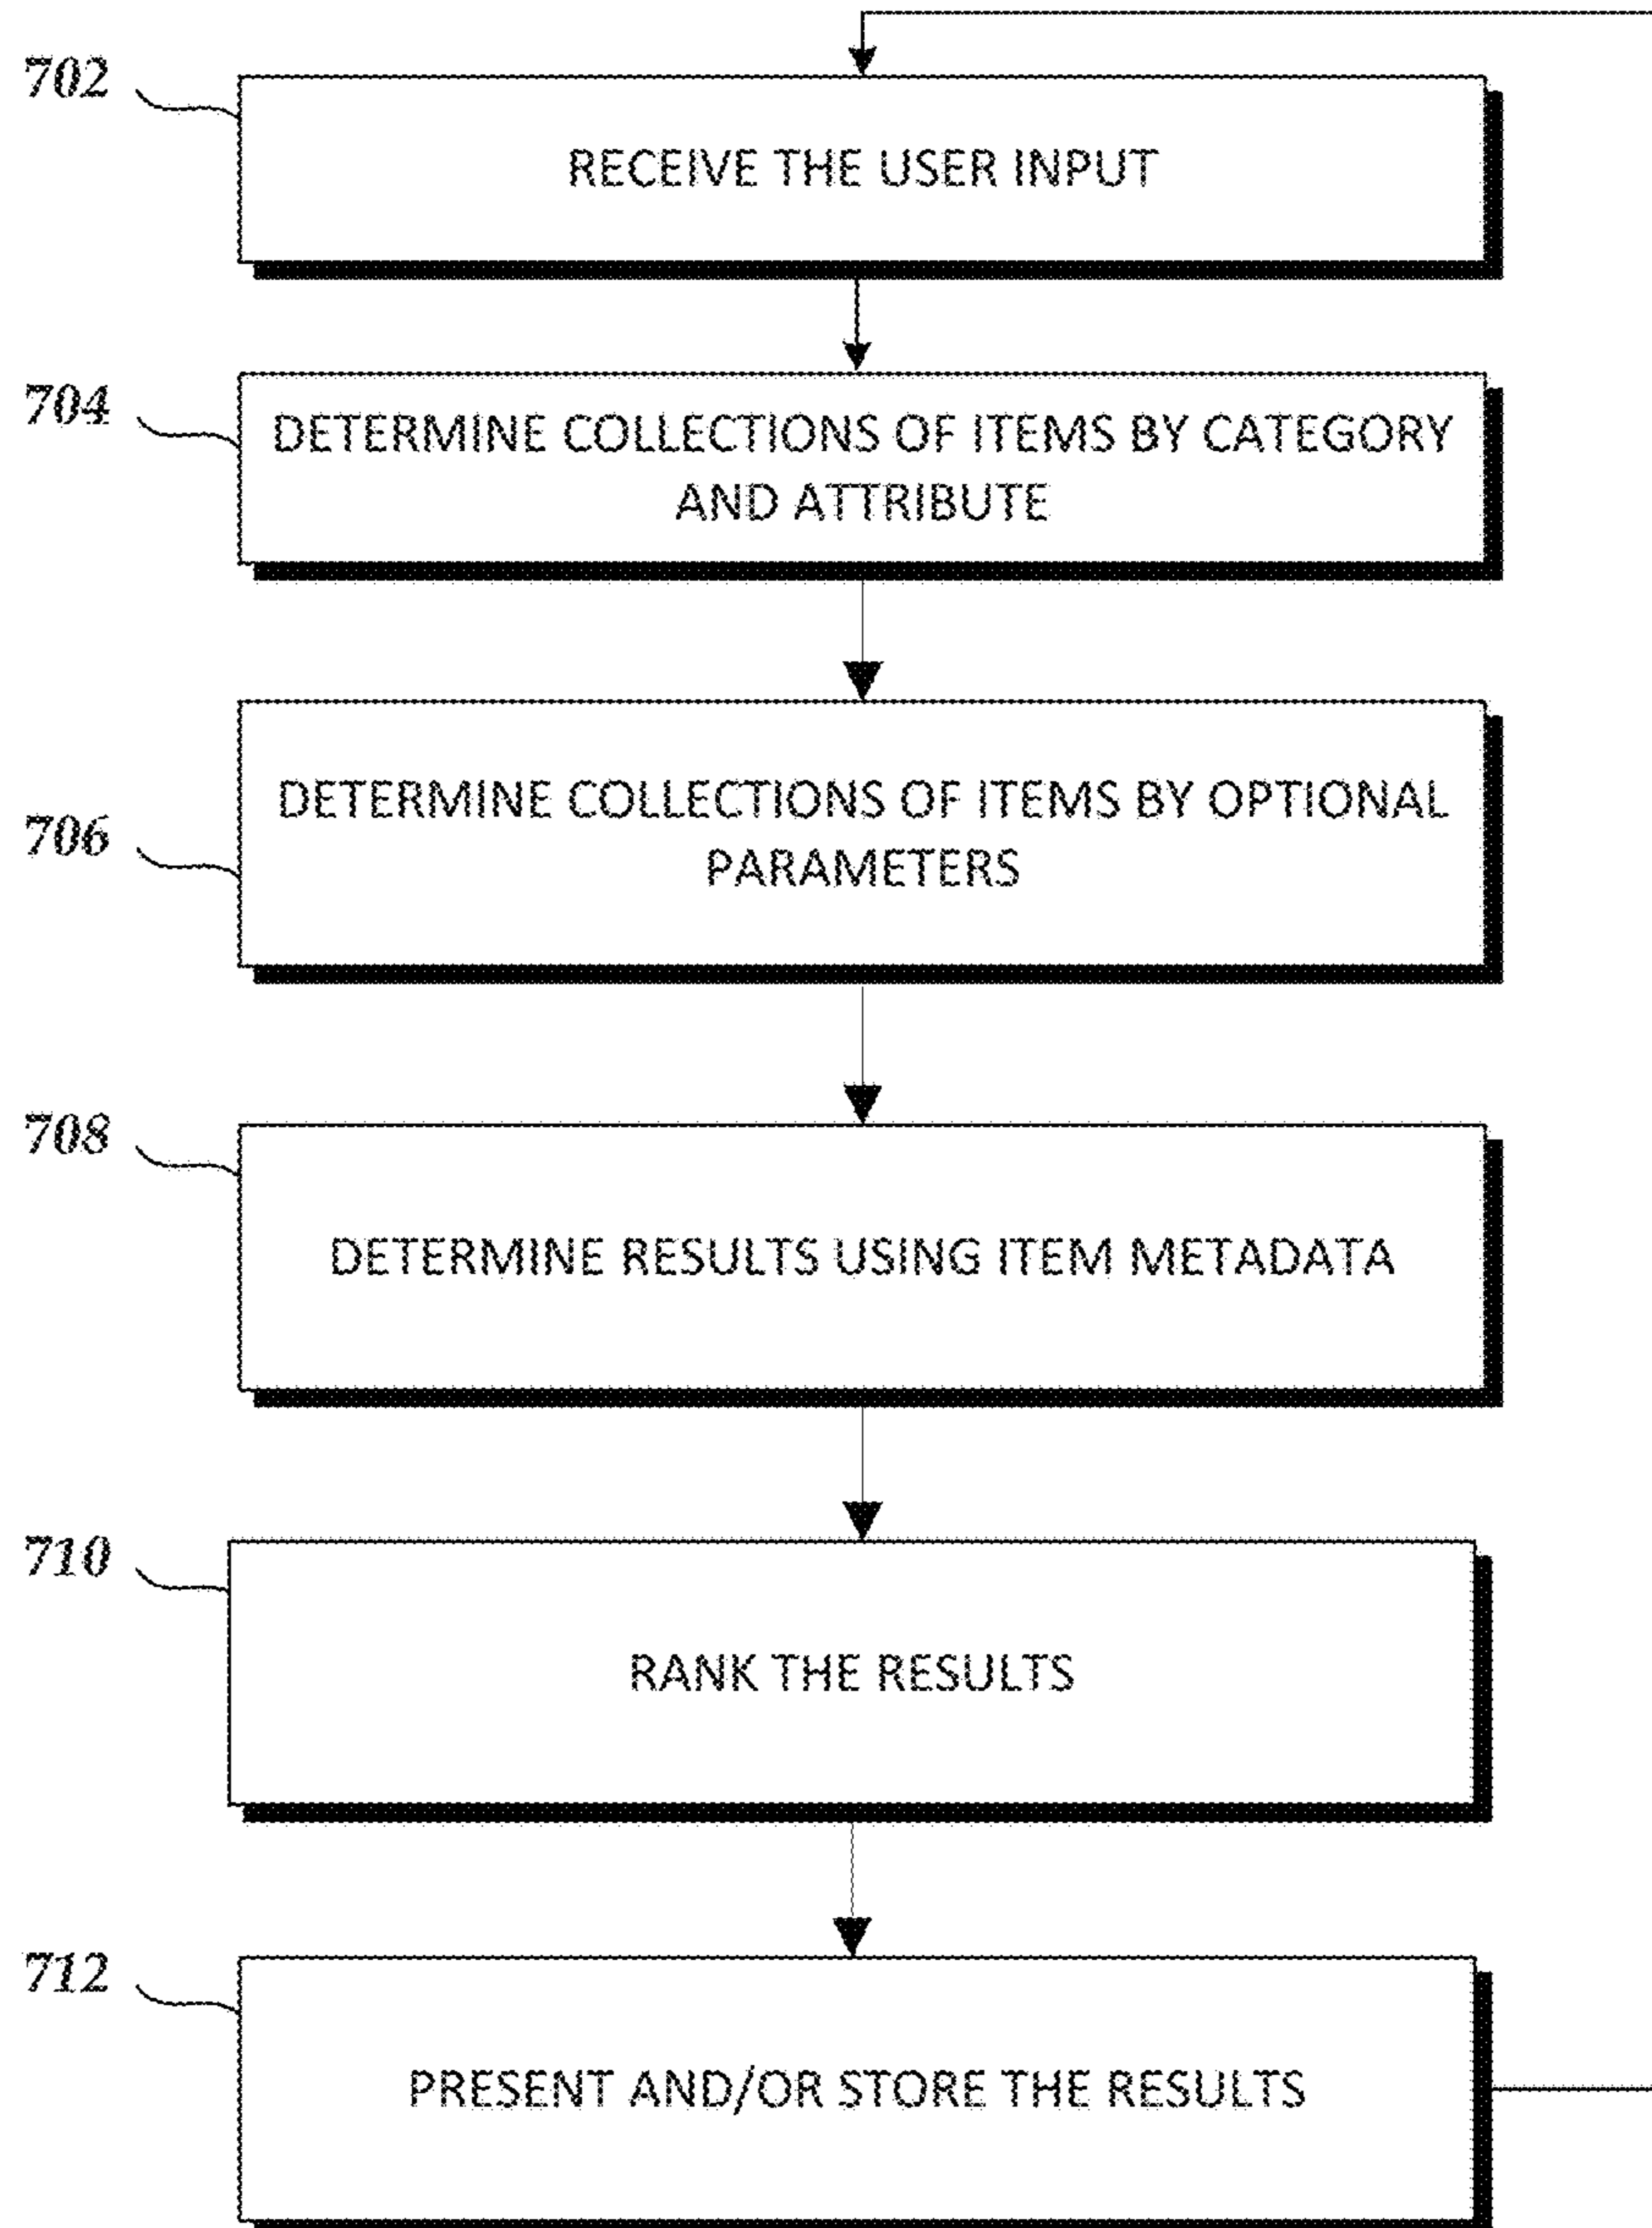 702
RECEIVE THE USER INPUT
704
DETERMINE COLLECTIONS OF ITEMS BY CATEGORY
AND ATTRIBUTE
706
DETERMINE COLLECTIONS OF ITEMS BY OPTIONAL
PARAMETERS
708
DETERMINE RESULTS USING ITEM METADATA
710
RANK THE RESULTS
712
PRESENT AND/OR STORE THE RESULTS